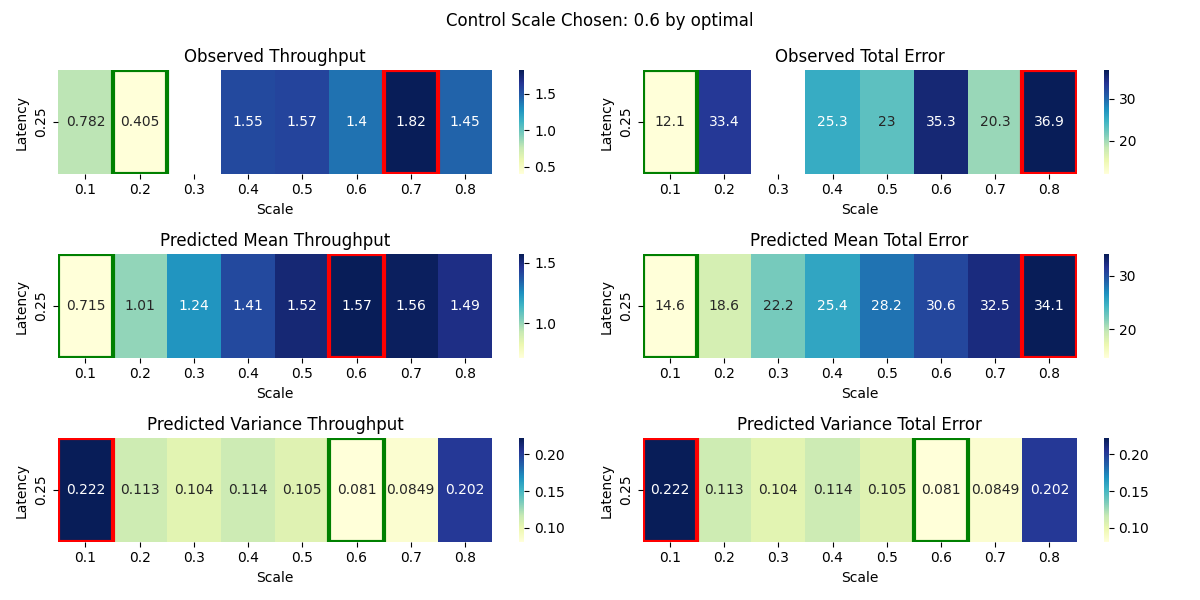 Control Scale Chosen: 0.6 by optimal
Observed Throughput
Latency
0.25
0.782 0.405 1.55 1.57 1.4 1.82 1.45
0.1 0.2 0.3 0.4 0.5 0.6 0.7 0.8
Scale
1.5
1.0
0.5
Observed Total Error
Latency
0.25
12.1 33.4 25.3 23 35.3 20.3 36.9
0.1 0.2 0.3 0.4 0.5 0.6 0.7 0.8
Scale
30
20
Predicted Mean Throughput
Latency
0.25
0.715 1.01 1.24 1.41 1.52 1.57 1.56 1.49
0.1 0.2 0.3 0.4 0.5 0.6 0.7 0.8
Scale
1.5
1.0
Predicted Mean Total Error
Latency
0.25
14.6 18.6 22.2 25.4 28.2 30.6 32.5 34.1
0.1 0.2 0.3 0.4 0.5 0.6 0.7 0.8
Scale
30
20
Predicted Variance Throughput
Latency
0.25
0.222 0.113 0.104 0.114 0.105 0.081 0.0849 0.202
0.1 0.2 0.3 0.4 0.5 0.6 0.7 0.8
Scale
0.20
0.15
0.10
Predicted Variance Total Error
Latency
0.25
0.222 0.113 0.104 0.114 0.105 0.081 0.0849 0.202
0.1 0.2 0.3 0.4 0.5 0.6 0.7 0.8
Scale
0.20
0.15
0.10